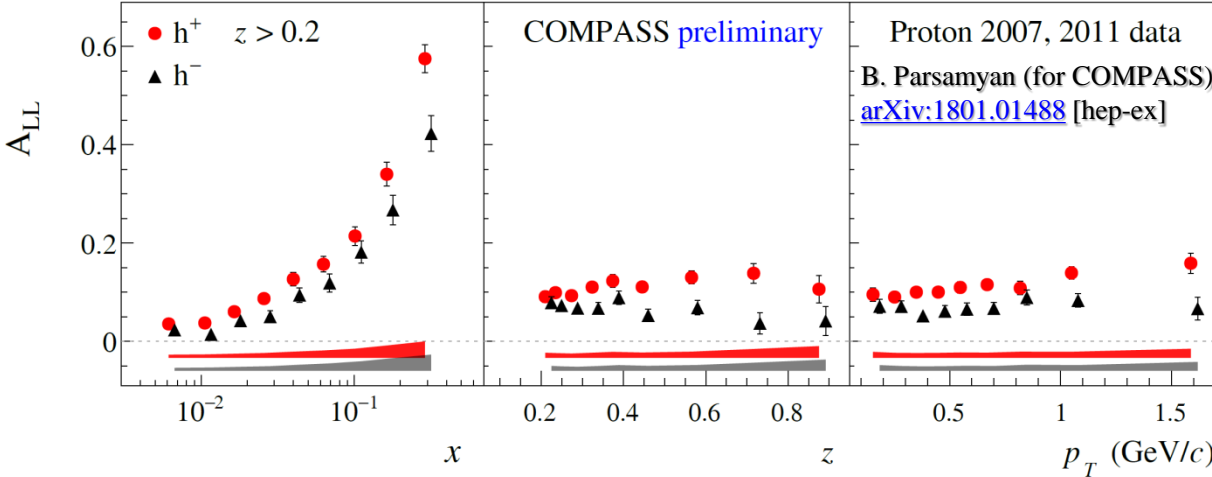 h⁺ z > 0.2
h⁻
COMPASS preliminary
Proton 2007, 2011 data
B. Parsamyan (for COMPASS)
arXiv:1801.01488 [hep-ex]
A_LL
0.6
0.4
0.2
0
10⁻² 10⁻¹
x
0.2 0.4 0.6 0.8
z
0.5 1 1.5
p_T (GeV/c)